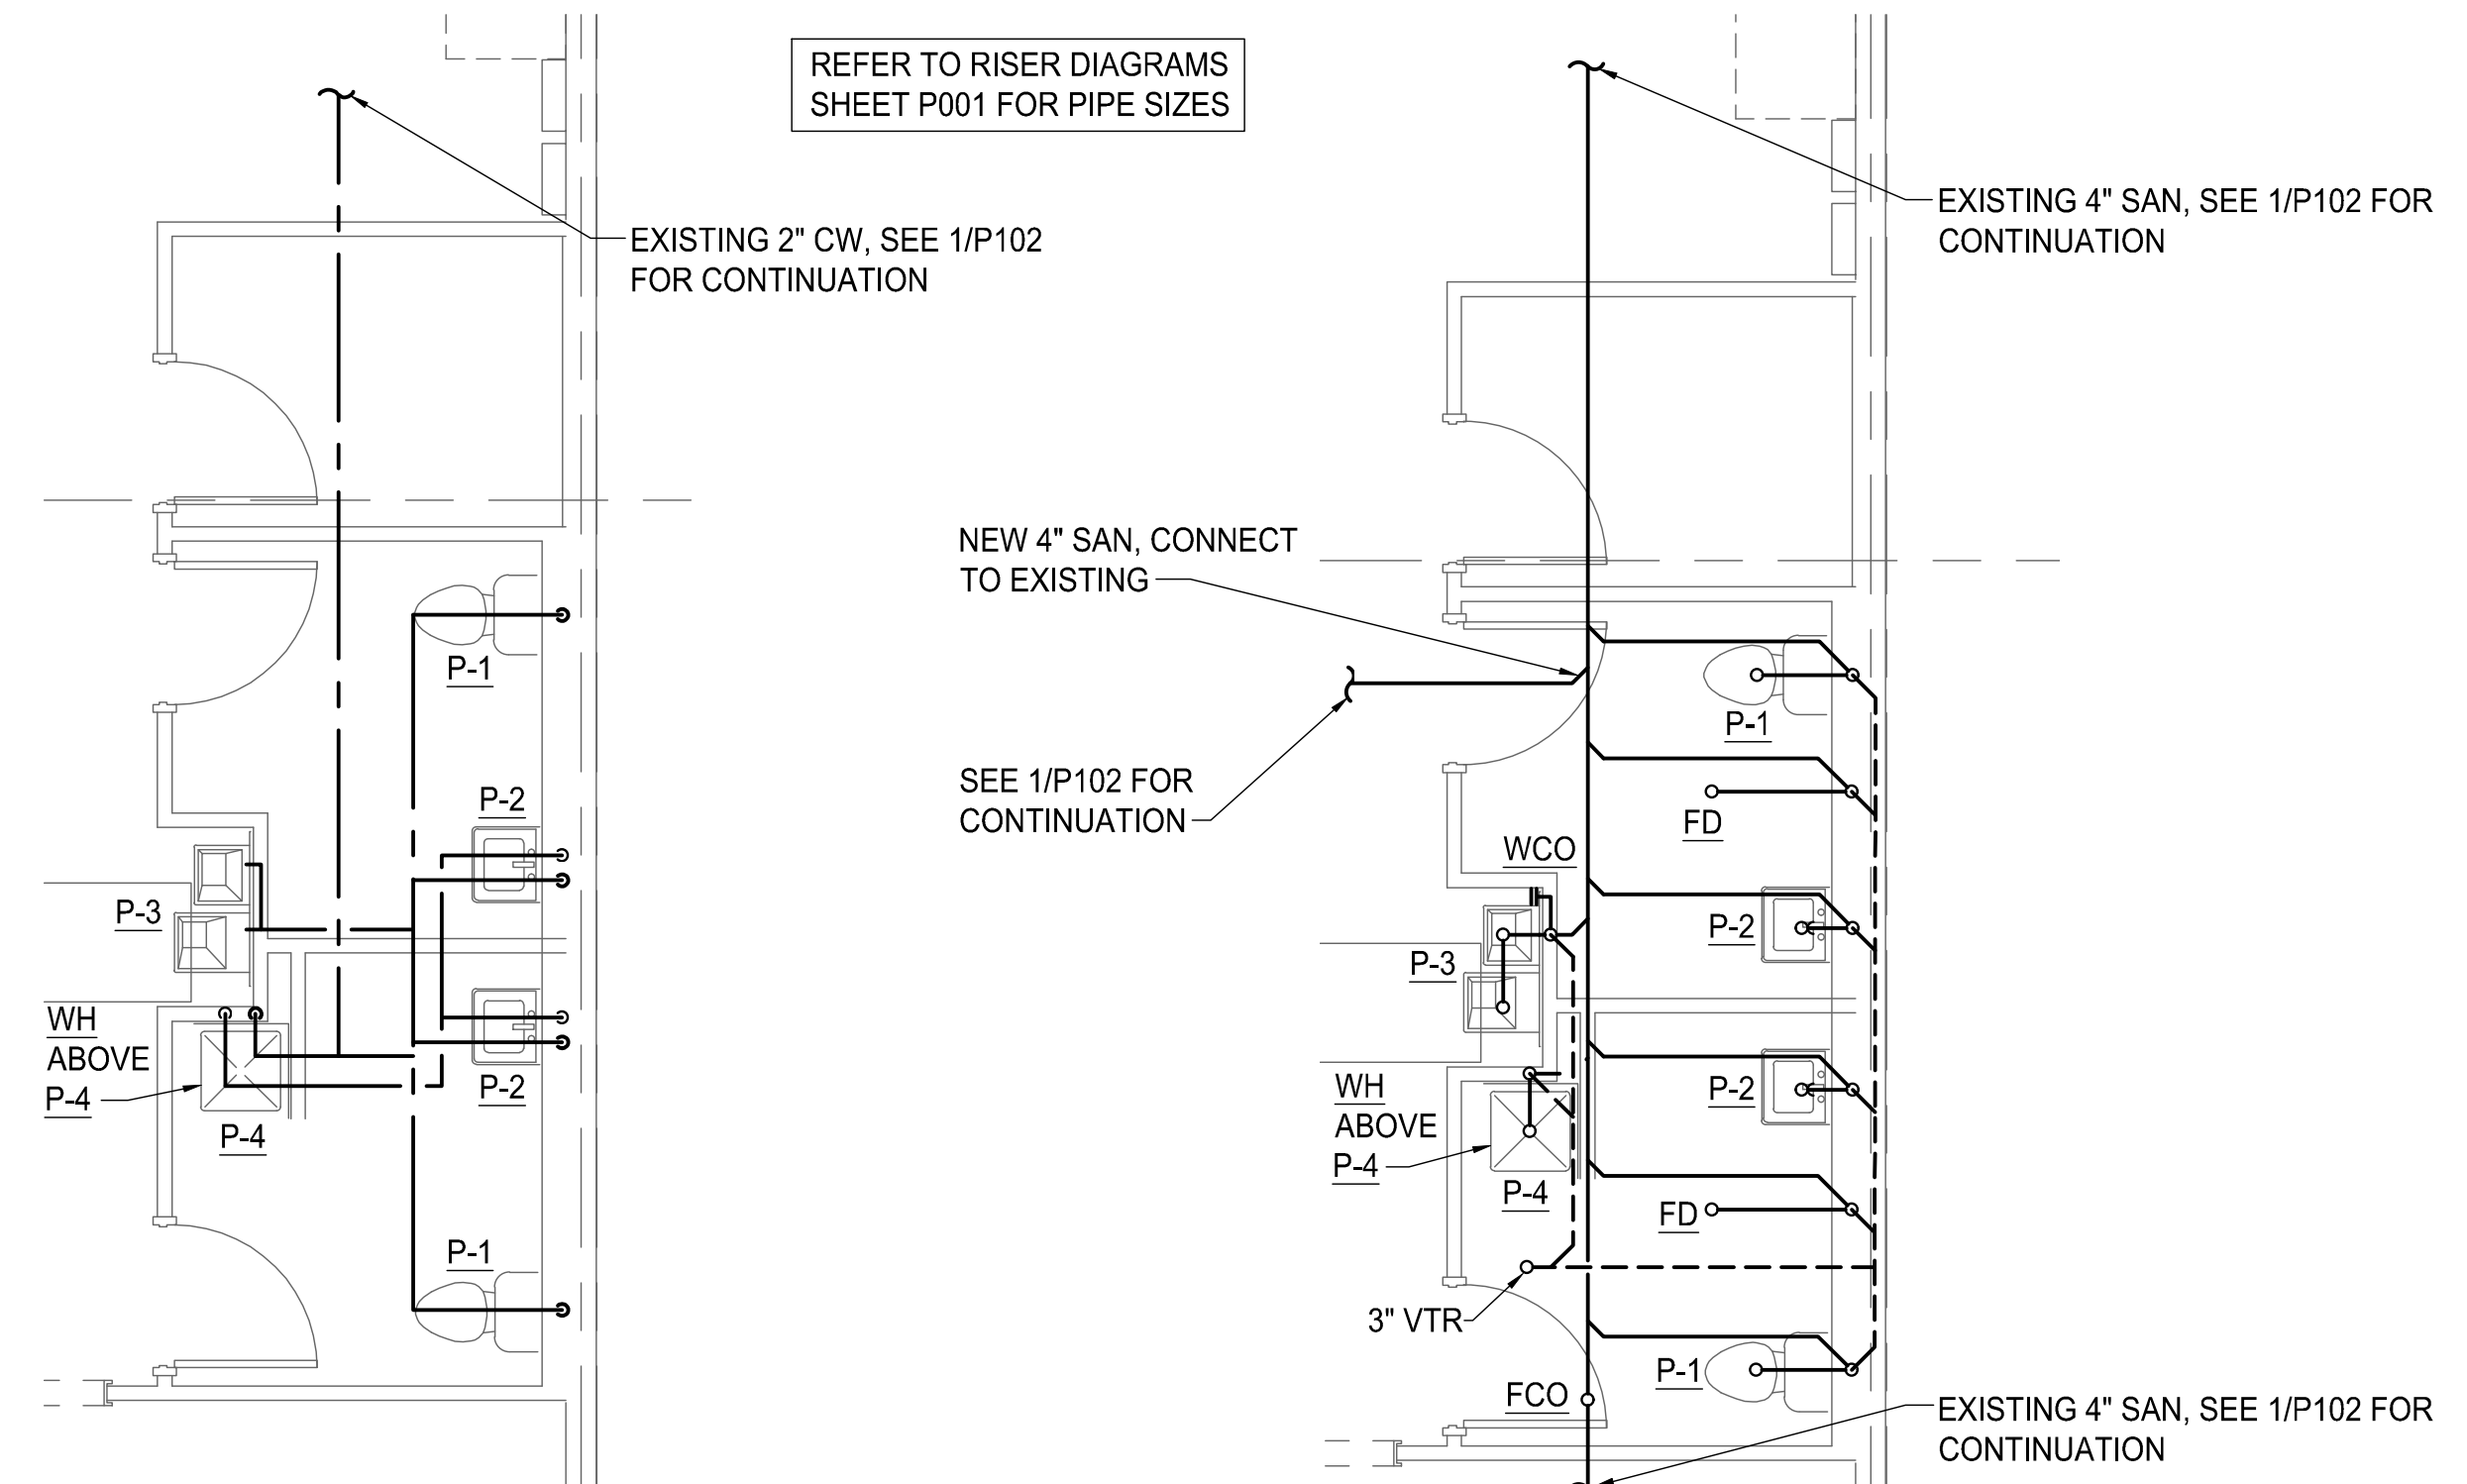 REFER TO RISER DIAGRAMS
SHEET P001 FOR PIPE SIZES
EXISTING 2" CW, SEE 1/P102
FOR CONTINUATION
P-1
P-2
P-3
WH
ABOVE
P-4
P-4
P-2
P-1
EXISTING 4" SAN, SEE 1/P102 FOR
CONTINUATION
NEW 4" SAN, CONNECT
TO EXISTING
SEE 1/P102 FOR
CONTINUATION
P-1
FD
WCO
P-2
P-3
WH
ABOVE
P-4
P-4
P-2
FD
3" VTR
P-1
FCO
EXISTING 4" SAN, SEE 1/P102 FOR
CONTINUATION